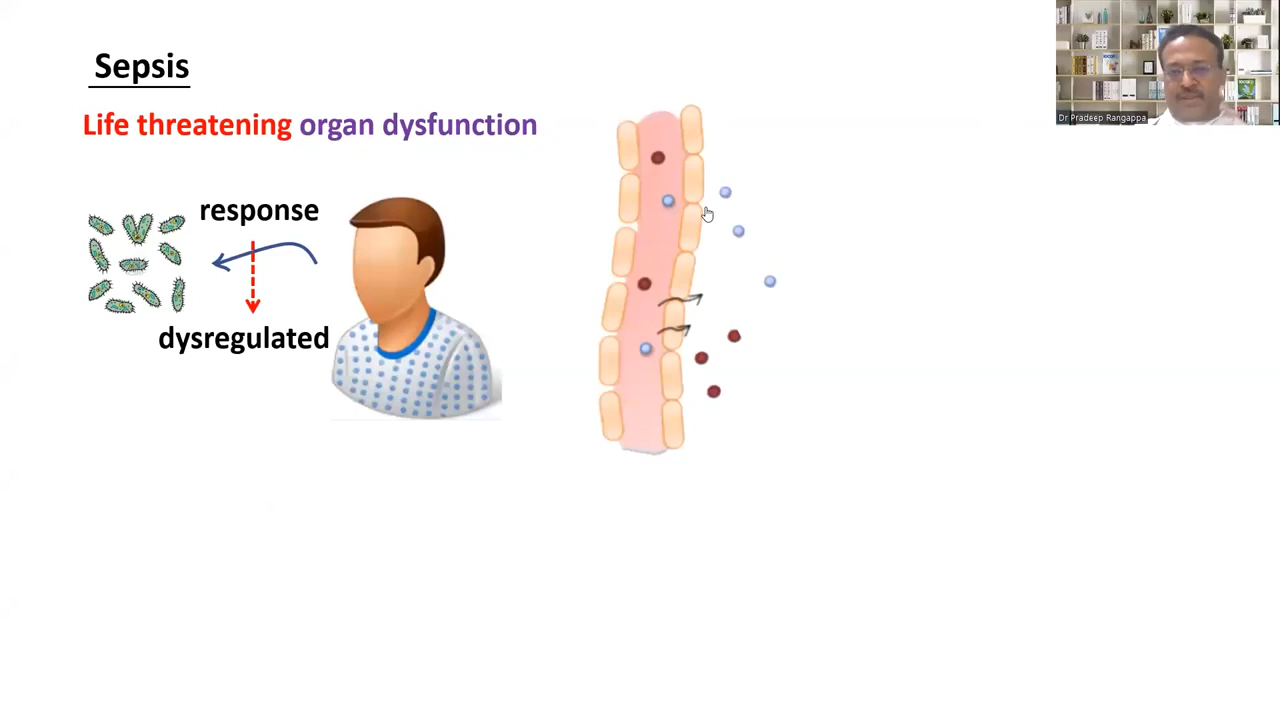 Sepsis
Life threatening organ dysfunction
response
dysregulated
Dr Pradeep Rangappa